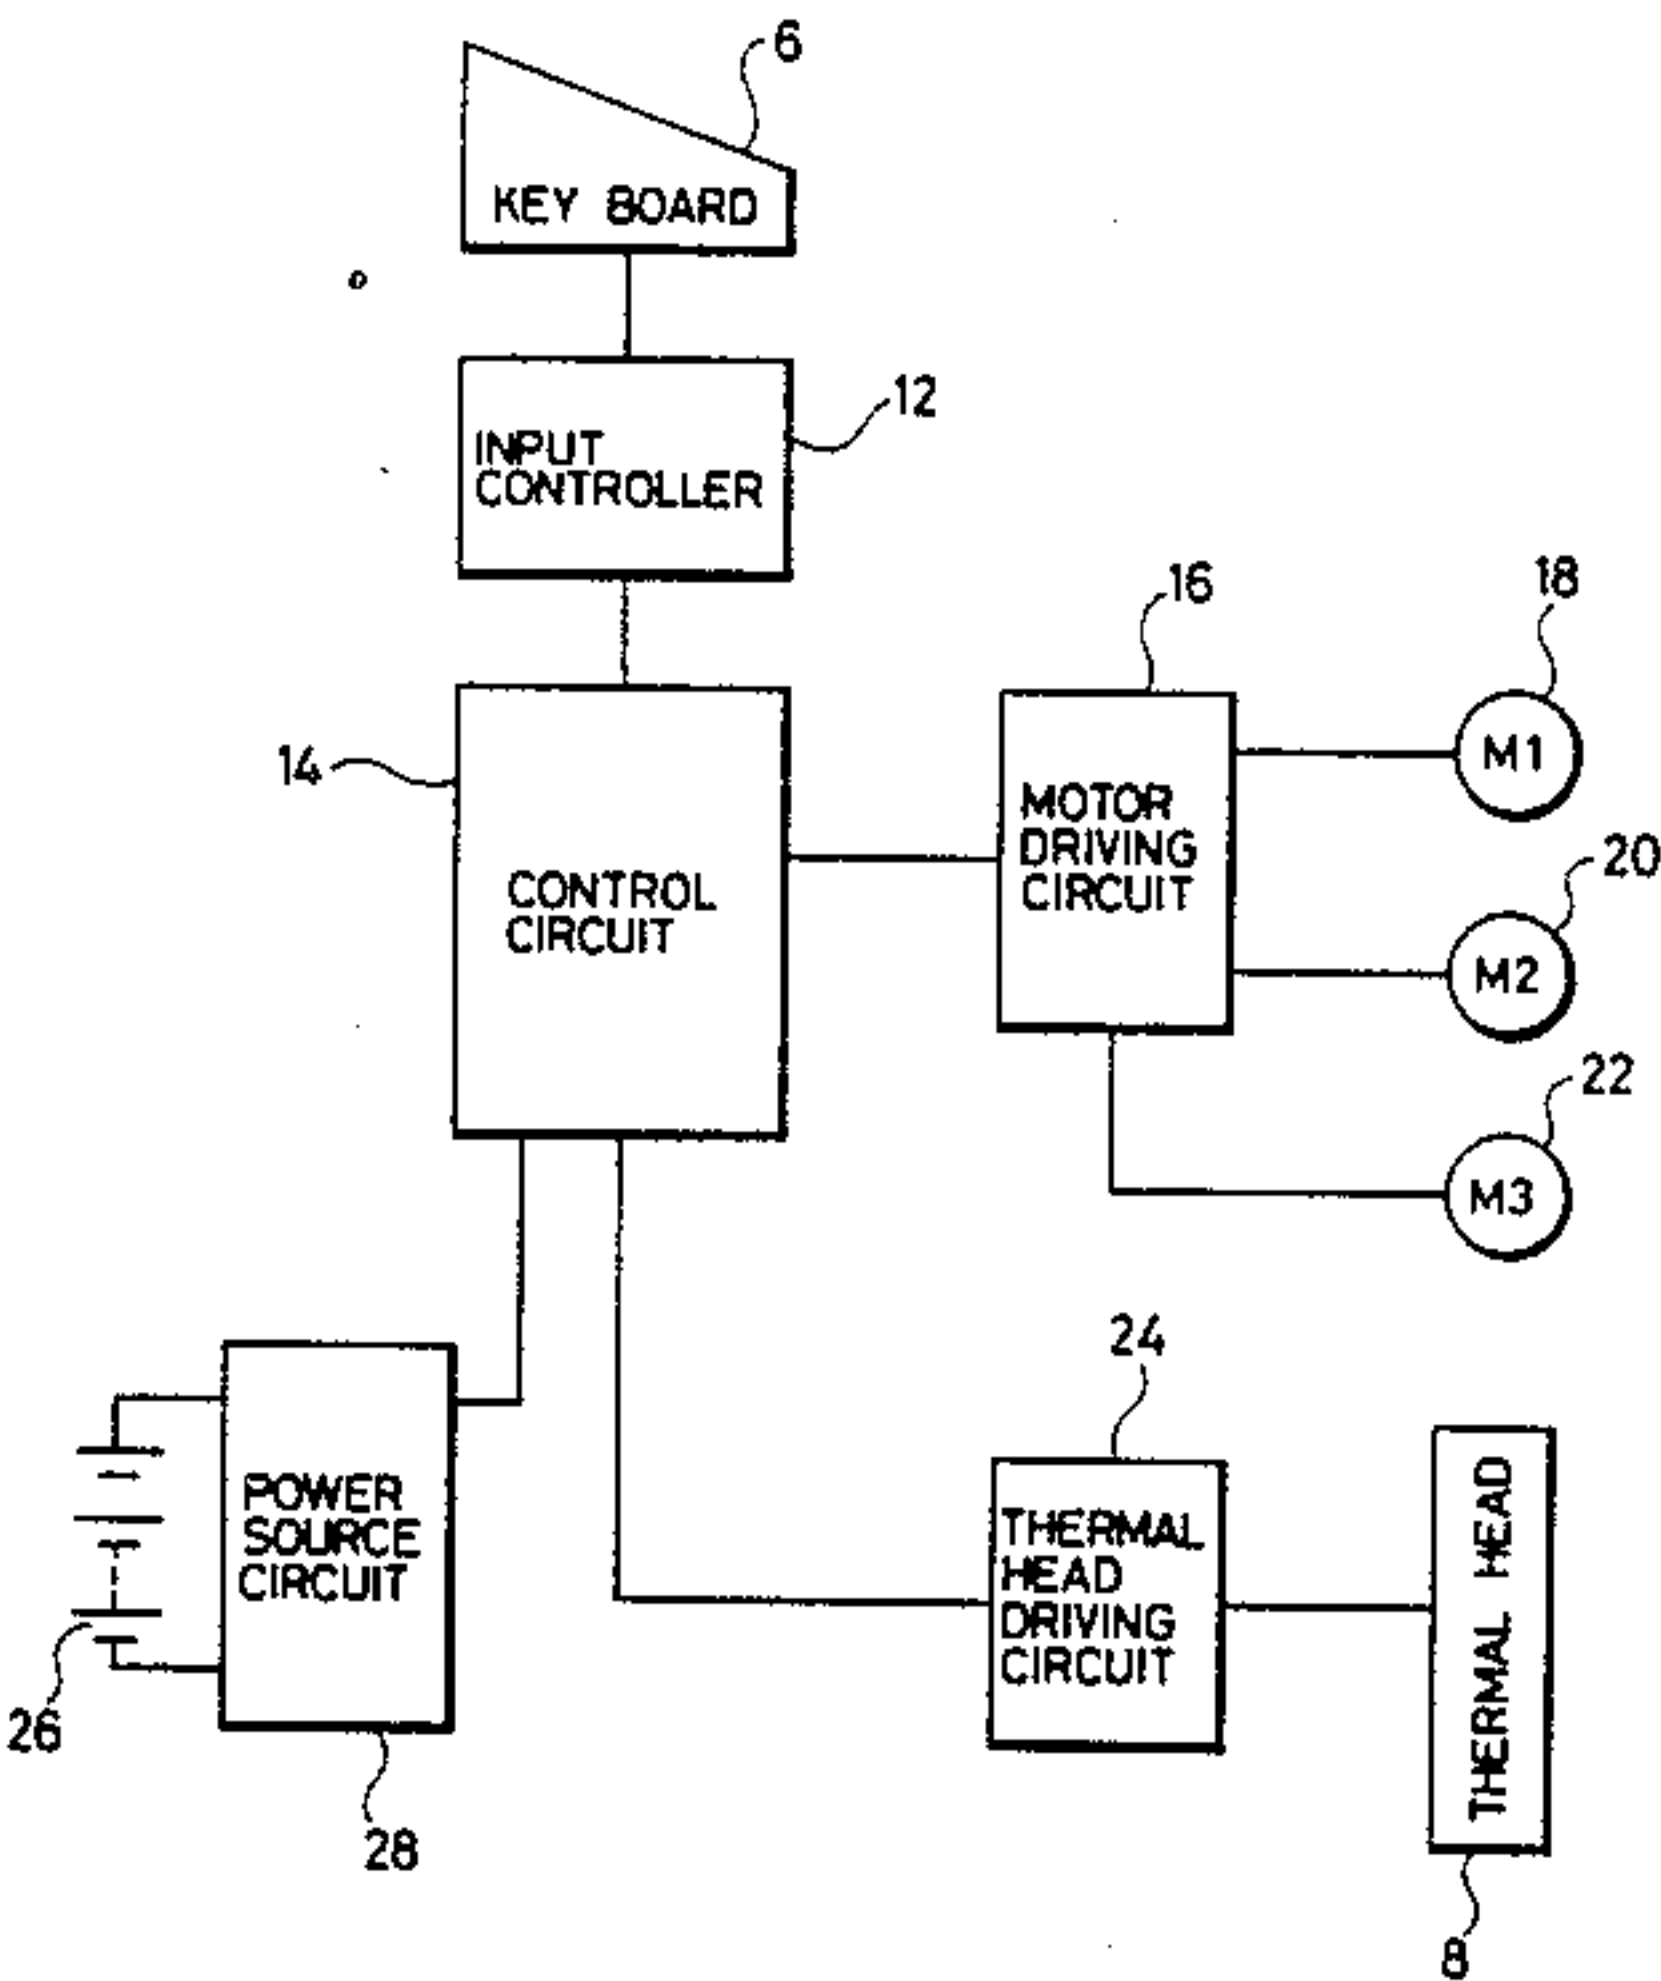 6
KEY BOARD
12
INPUT
CONTROLLER
14
CONTROL
CIRCUIT
16
MOTOR
DRIVING
CIRCUIT
18
M1
20
M2
22
M3
24
THERMAL
HEAD
DRIVING
CIRCUIT
THERMAL HEAD
8
POWER
SOURCE
CIRCUIT
26
28